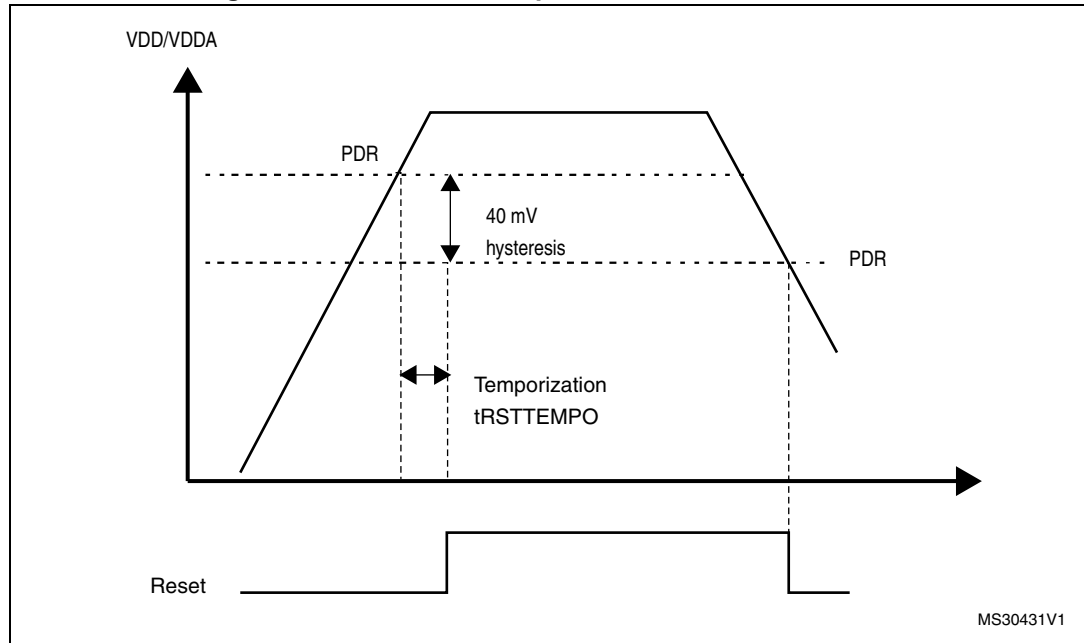 VDD/VDDA
PDR
40 mV
hysteresis
PDR
Temporization
tRSTTEMPO
Reset
MS30431V1